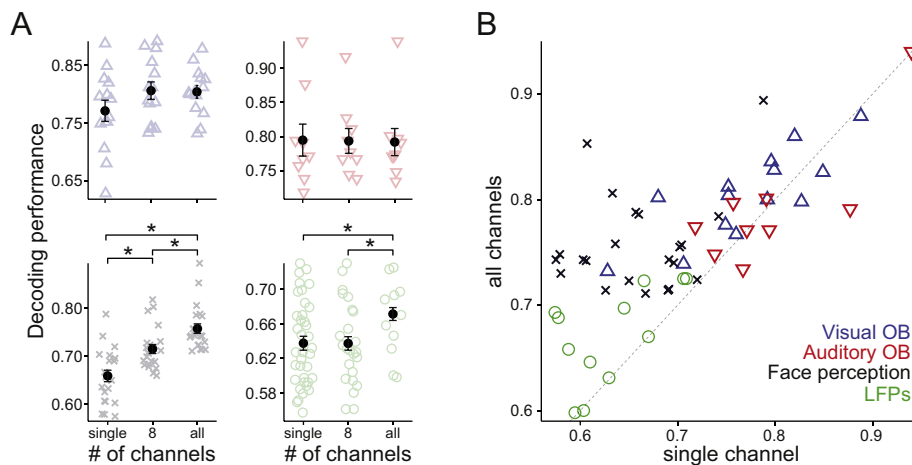 A
B
Decoding performance
0.85
0.75
0.65
0.90
0.85
0.80
0.75
*
*
*
0.80
0.70
0.60
single
8
all
# of channels
*
*
0.70
0.66
0.62
0.58
single
8
all
# of channels
all channels
0.9
0.8
0.7
0.6
Visual OB
Auditory OB
Face perception
LFPs
0.6
0.7
0.8
0.9
single channel